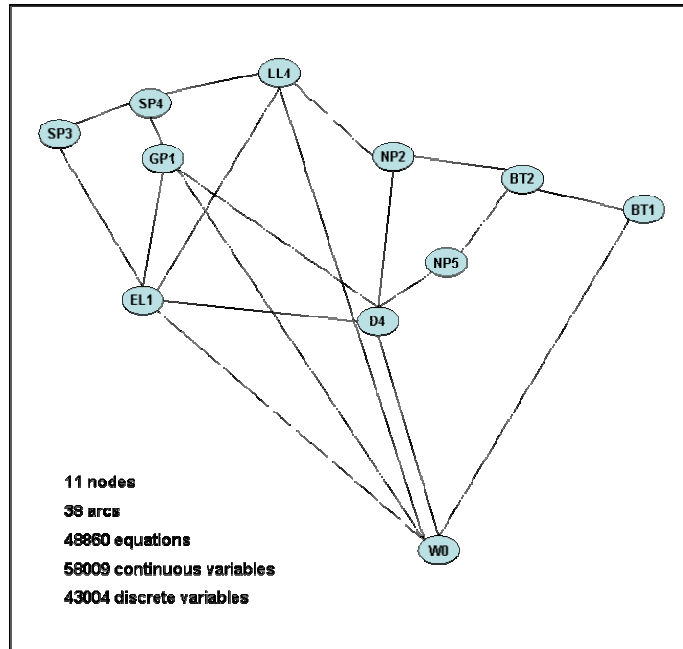 LL4
SP4
SP3
GP1
NP2
BT2
BT1
NP5
EL1
D4
W0
11 nodes
38 arcs
48860 equations
58009 continuous variables
43004 discrete variables